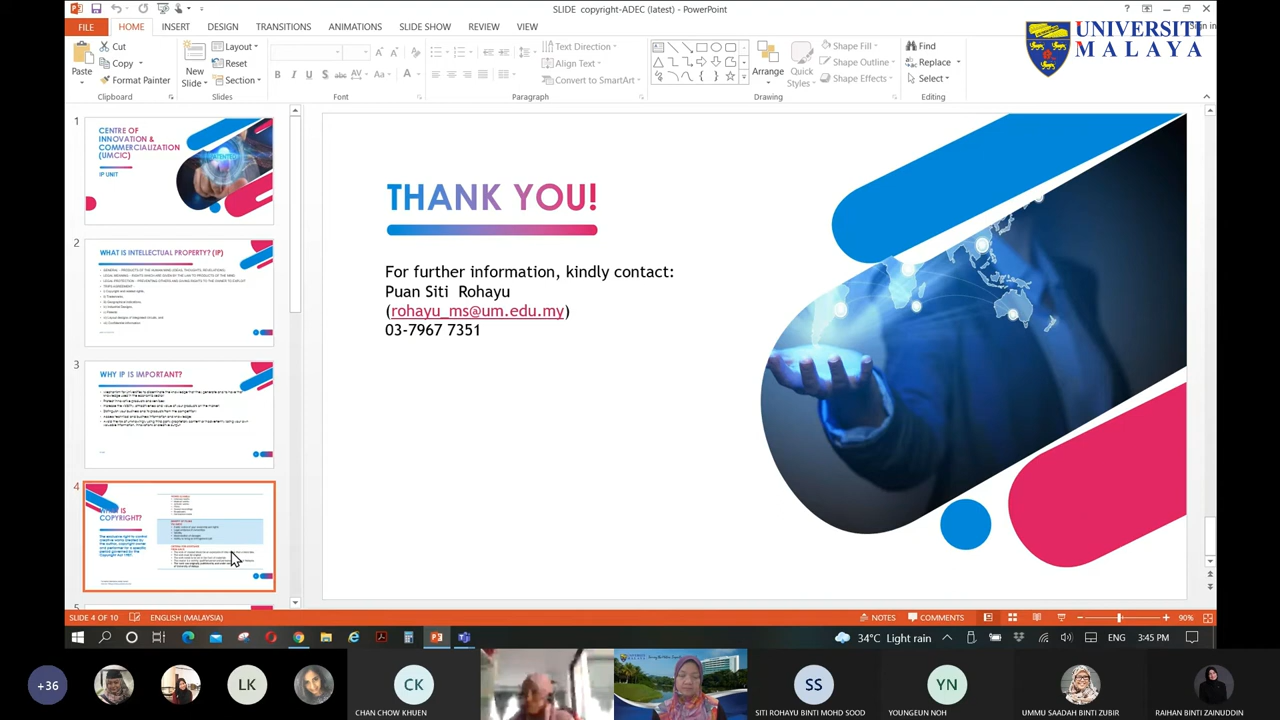 SLIDE copyright-ADEC (latest) - PowerPoint
Sign in
UNIVERSITI
MALAYA
FILE HOME INSERT DESIGN TRANSITIONS ANIMATIONS SLIDE SHOW REVIEW VIEW
Paste
Cut
Copy
Format Painter
New
Slide
Layout
Reset
Section
Text Direction
Align Text
Convert to SmartArt
Arrange
Quick
Styles
Shape Fill
Shape Outline
Shape Effects
Find
Replace
Select
Clipboard Slides Font Paragraph Drawing Editing
1
CENTRE OF
INNOVATION &
COMMERCIALIZATION
(UMCIC)
IP UNIT
2
WHAT IS INTELLECTUAL PROPERTY? (IP)
3
WHY IP IS IMPORTANT?
4
COPYRIGHT?
THANK YOU!
For further information, kindly contact:
Puan Siti Rohayu
(rohayu_ms@um.edu.my)
03-7967 7351
SLIDE 4 OF 10 ENGLISH (MALAYSIA) NOTES COMMENTS 90%
34°C Light rain ENG 3:45 PM
+36
LK
CK
CHAN CHOW KHUEN
SS
SITI ROHAYU BINTI MOHD SOOD
YN
YOUNGEUN NOH
UMMU SAADAH BINTI ZUBIR
RAIHAN BINTI ZAINUDDIN